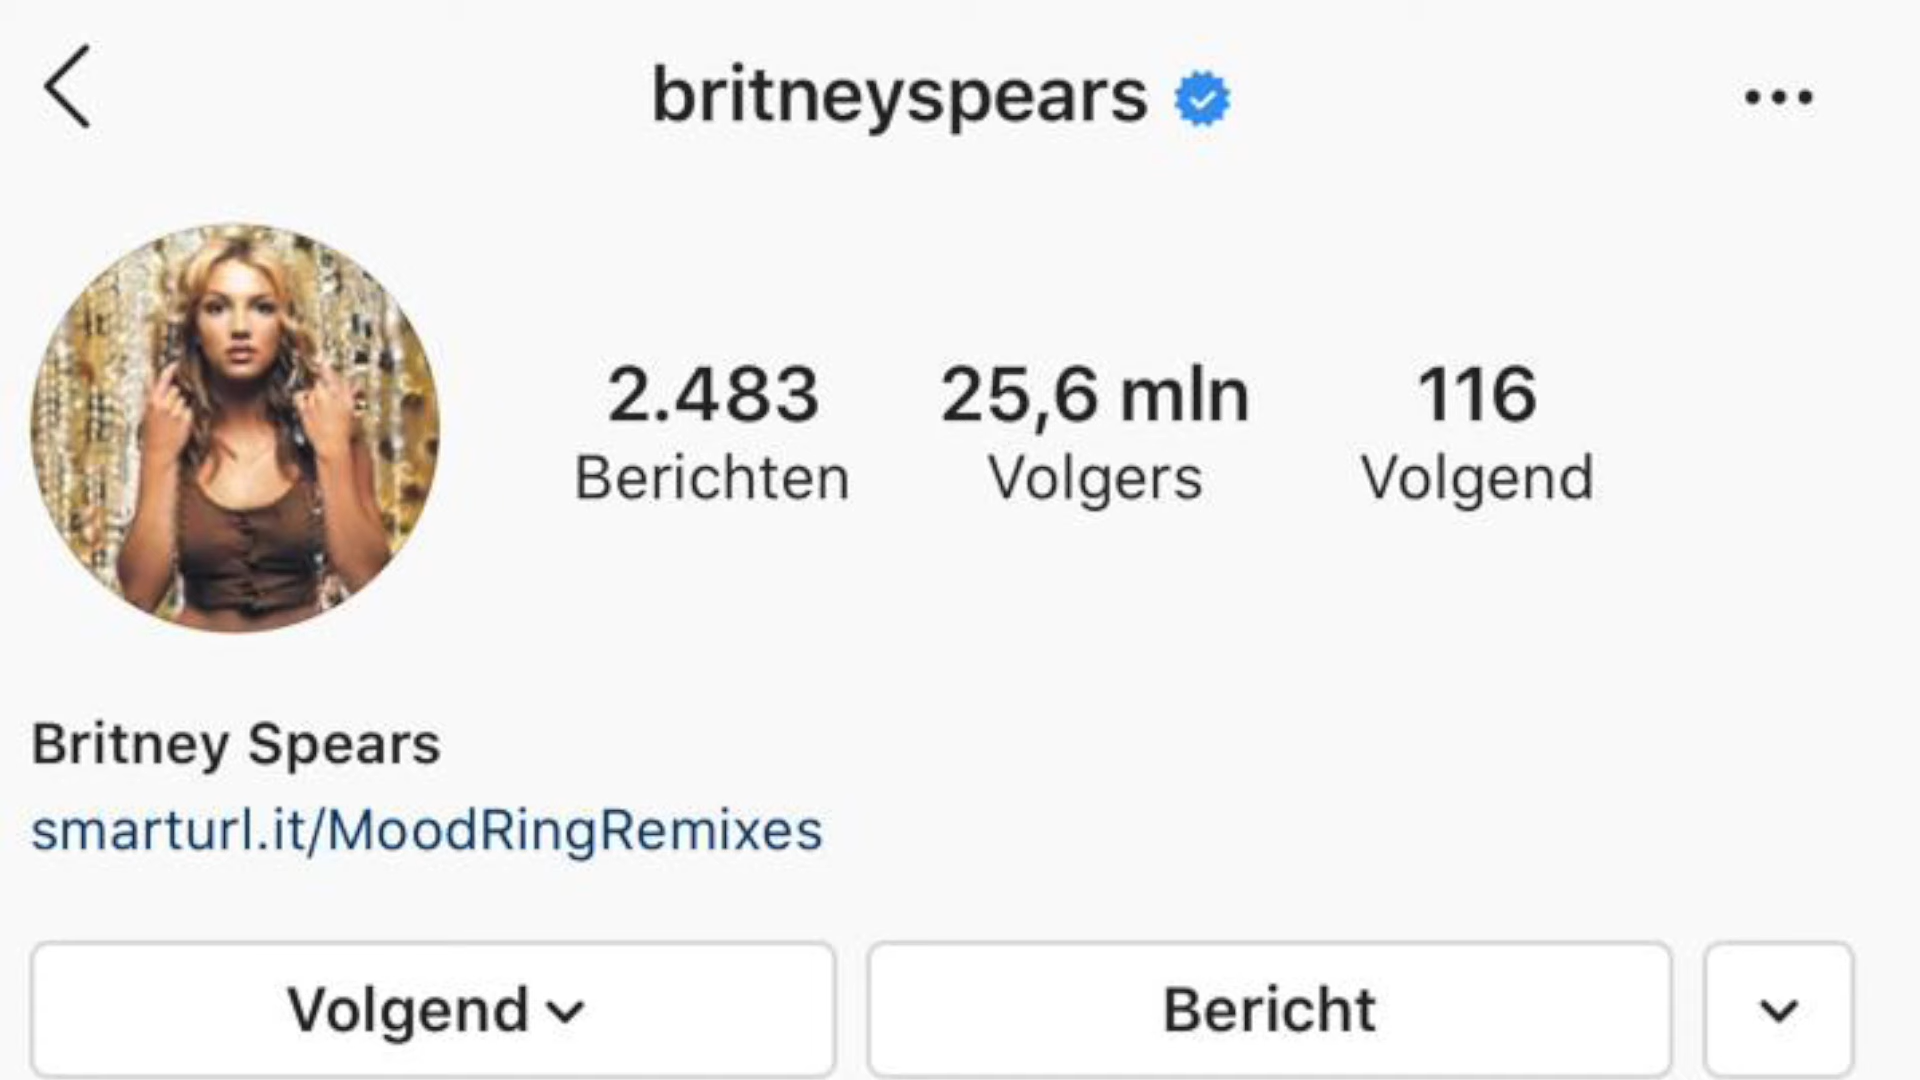 britneyspears
2.483 25,6 mln 116
Berichten Volgers Volgend
Britney Spears
smarturl.it/MoodRingRemixes
Volgend Bericht